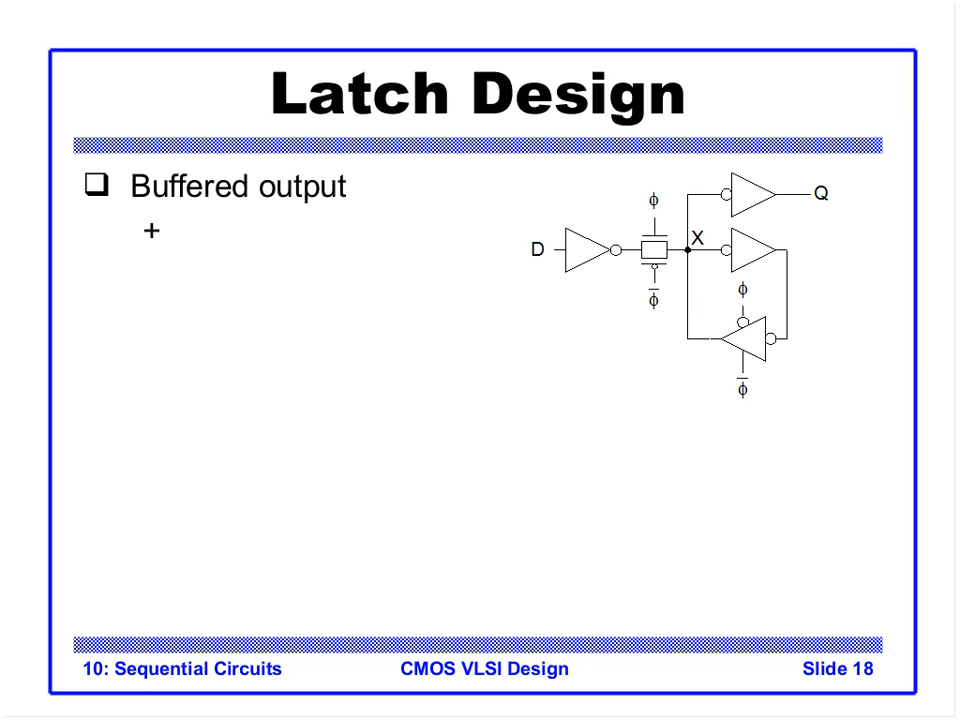 Latch Design
❑ Buffered output
+
Q
ϕ
X
D
ϕ
ϕ̅
ϕ̅
10: Sequential Circuits CMOS VLSI Design Slide 18